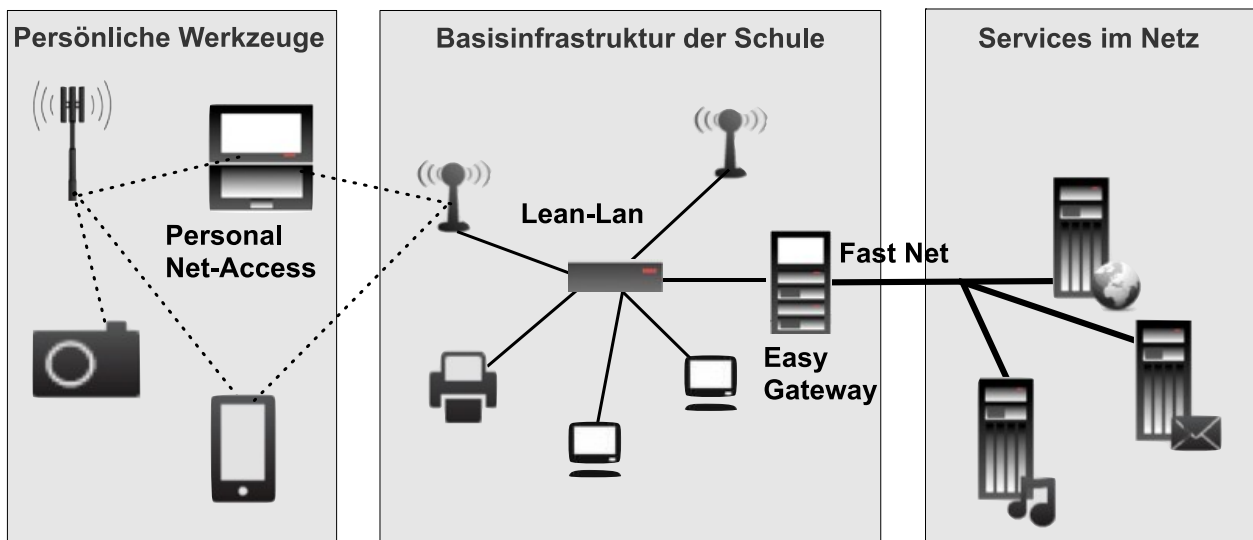 Persönliche Werkzeuge
Basisinfrastruktur der Schule
Services im Netz
Personal
Net-Access
Lean-Lan
Fast Net
Easy
Gateway